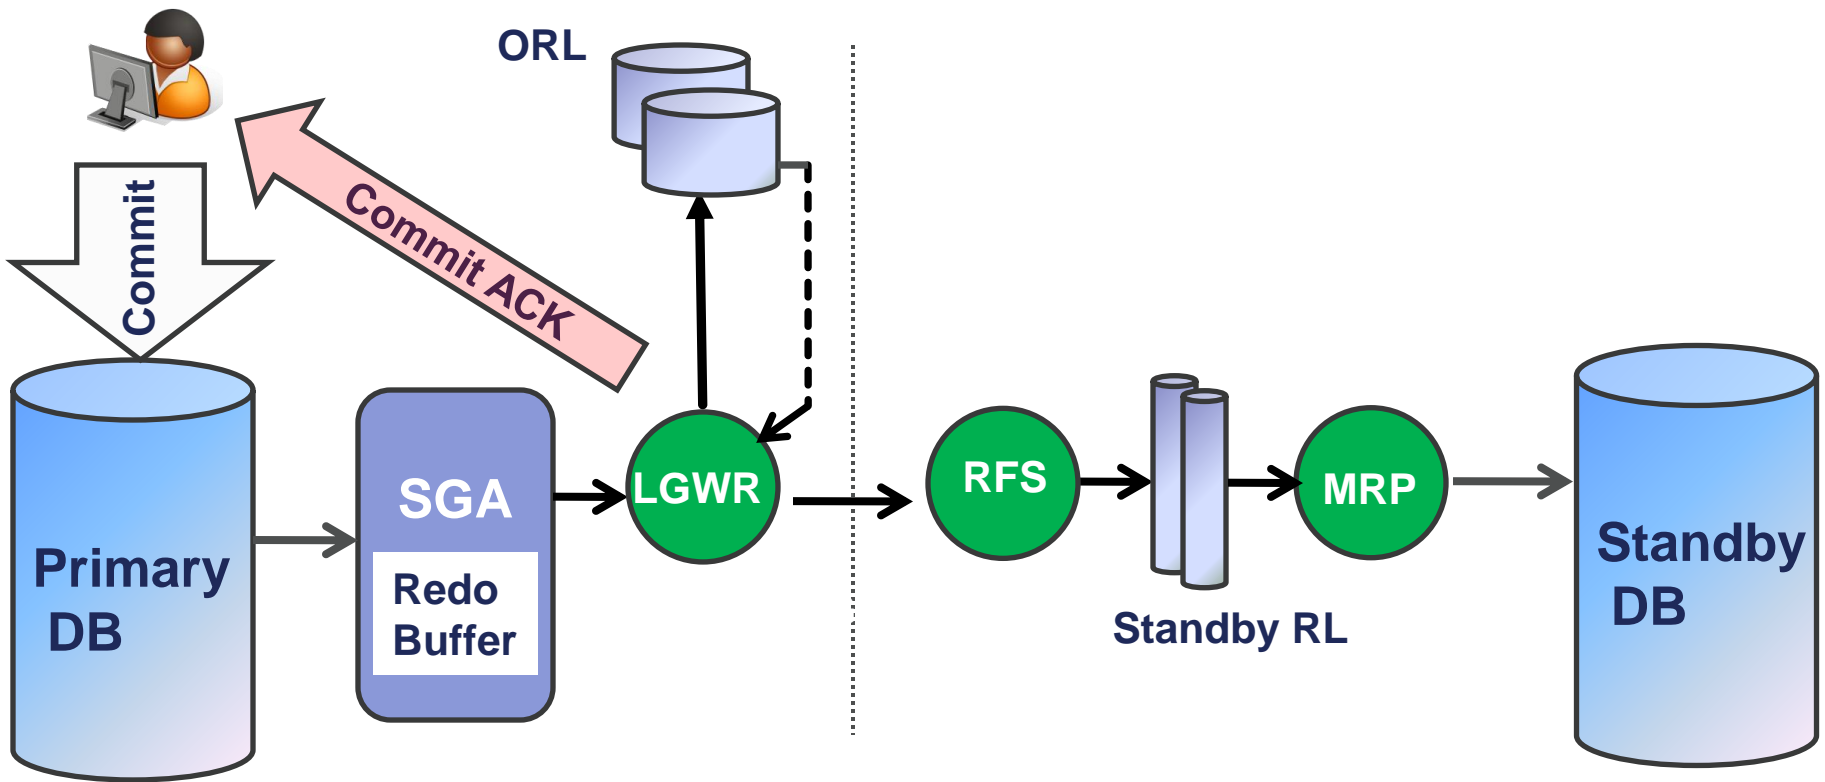 ORL
Commit
Commit ACK
SGA
Redo
Buffer
LGWR
RFS
MRP
Primary
DB
Standby RL
Standby
DB